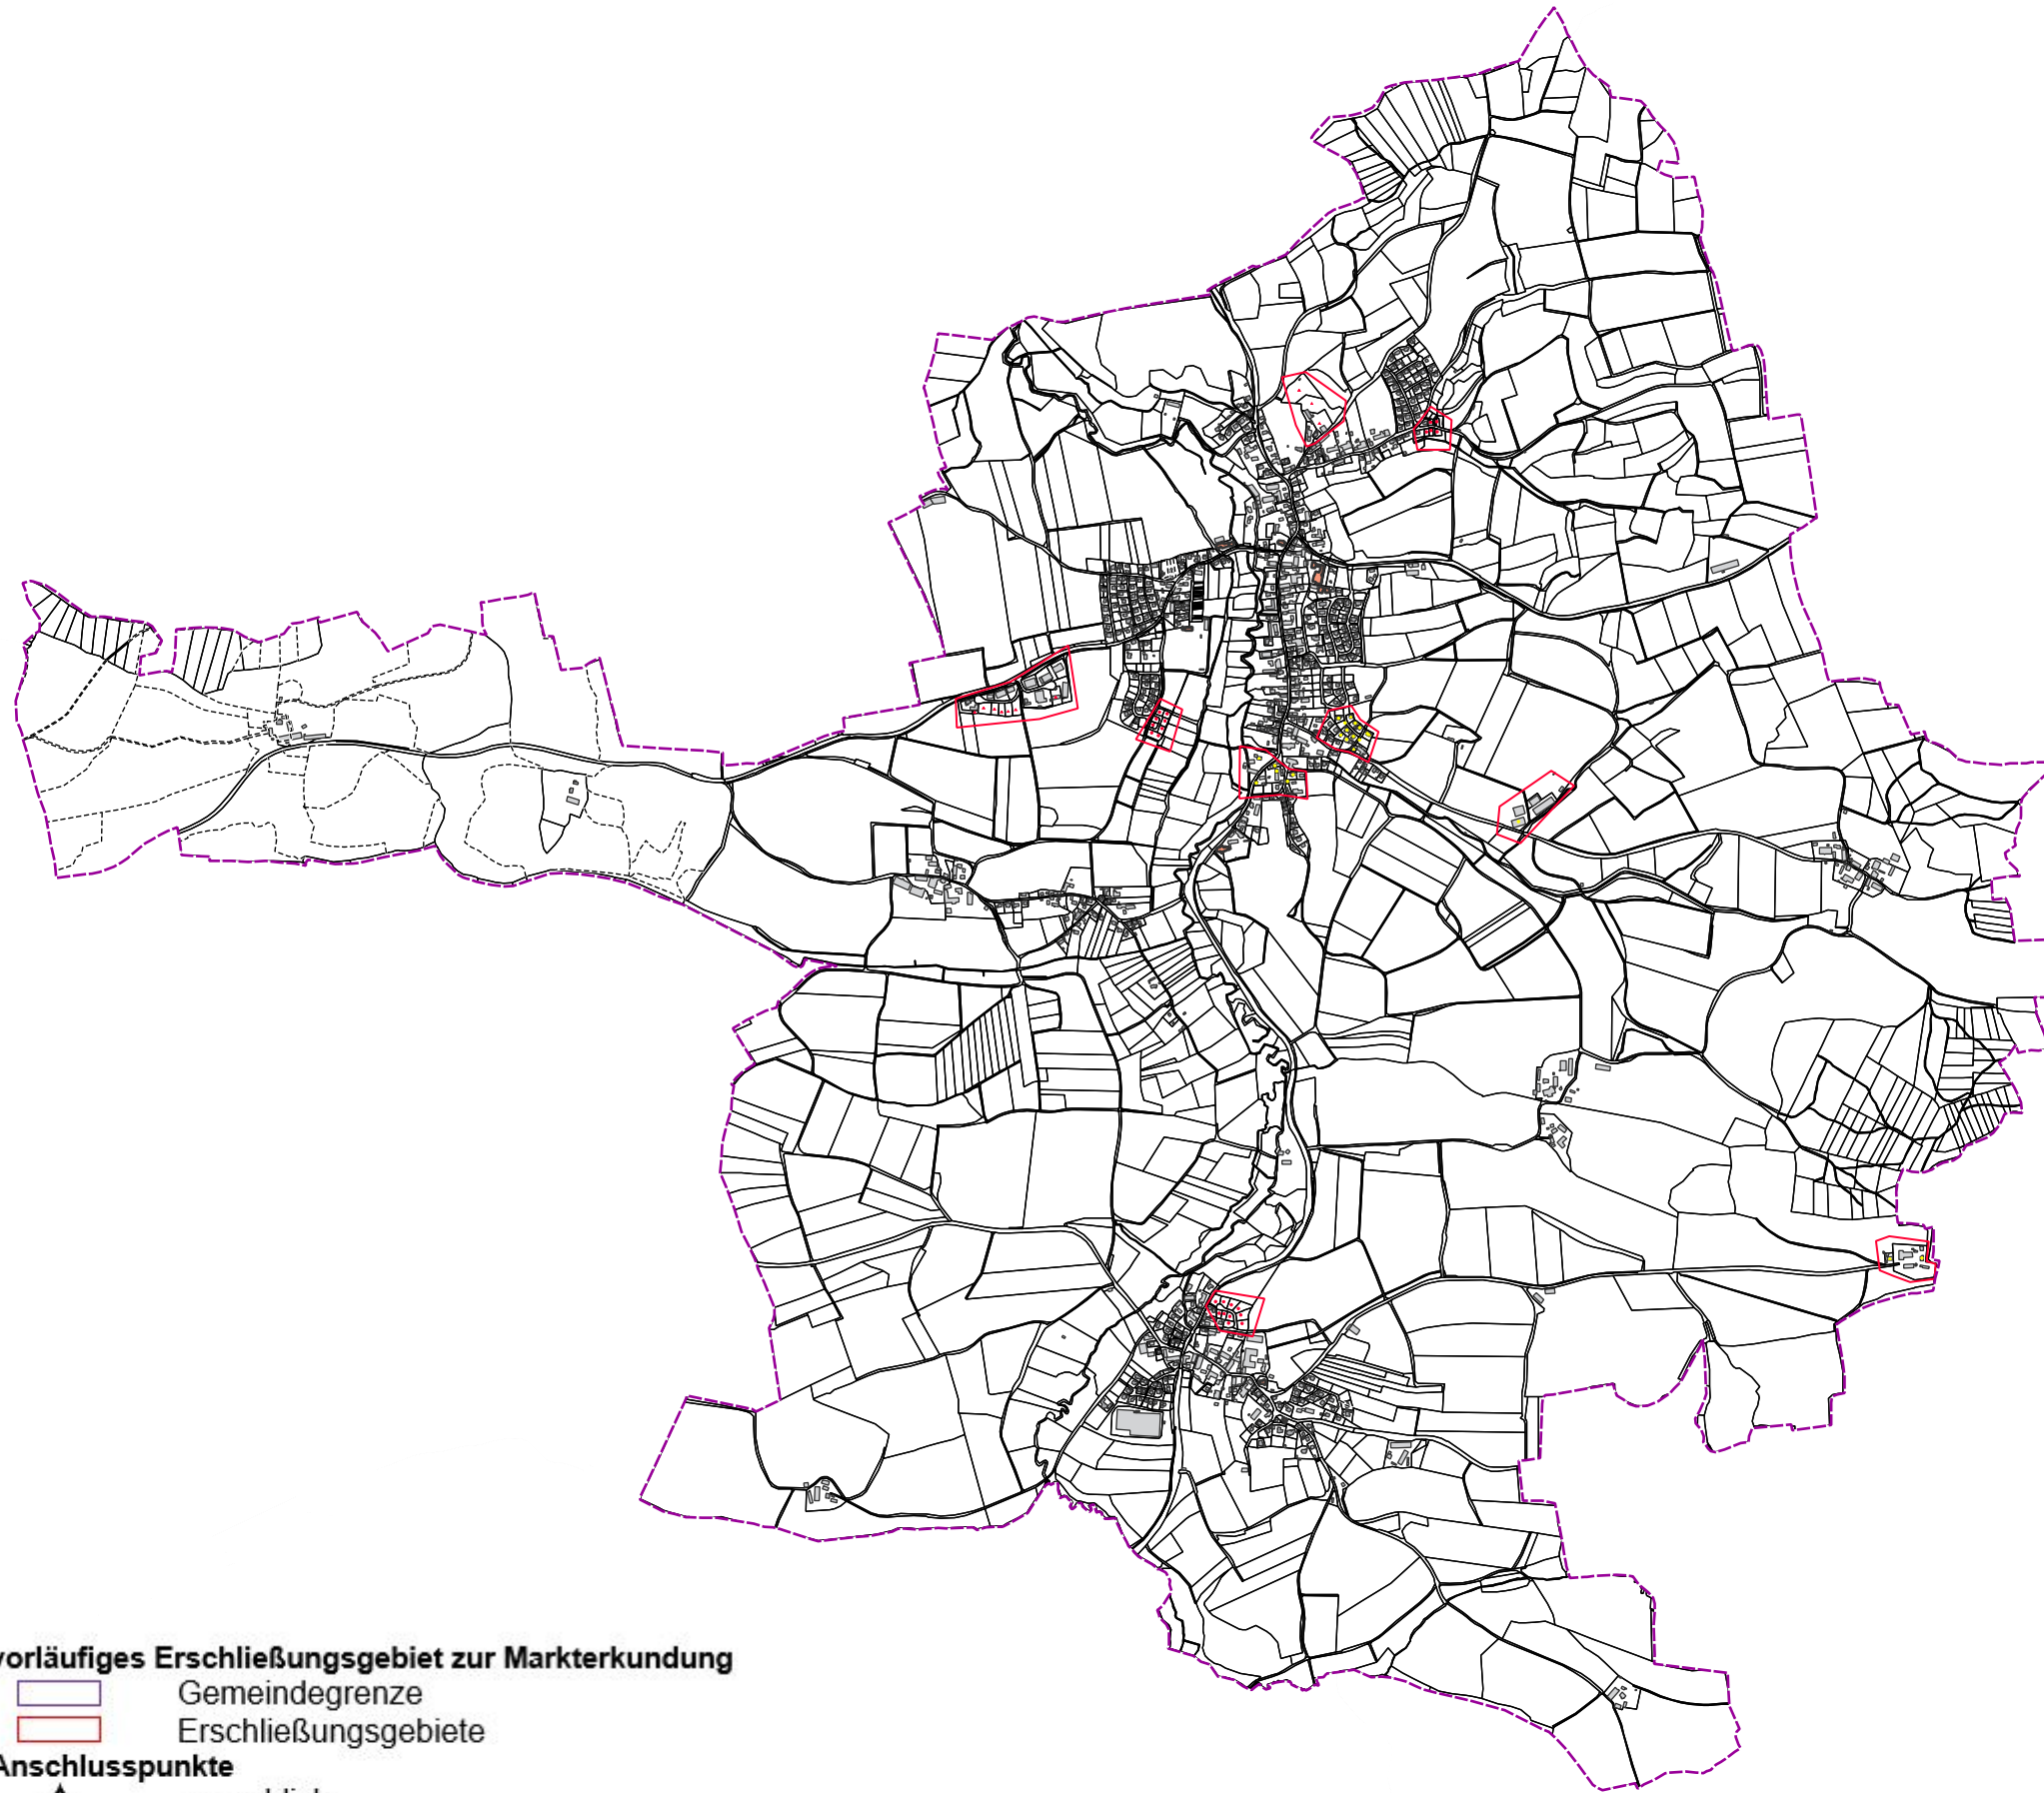 vorläufiges Erschließungsgebiet zur Markterkundung
Gemeindegrenze
Erschließungsgebiete
Anschlusspunkte